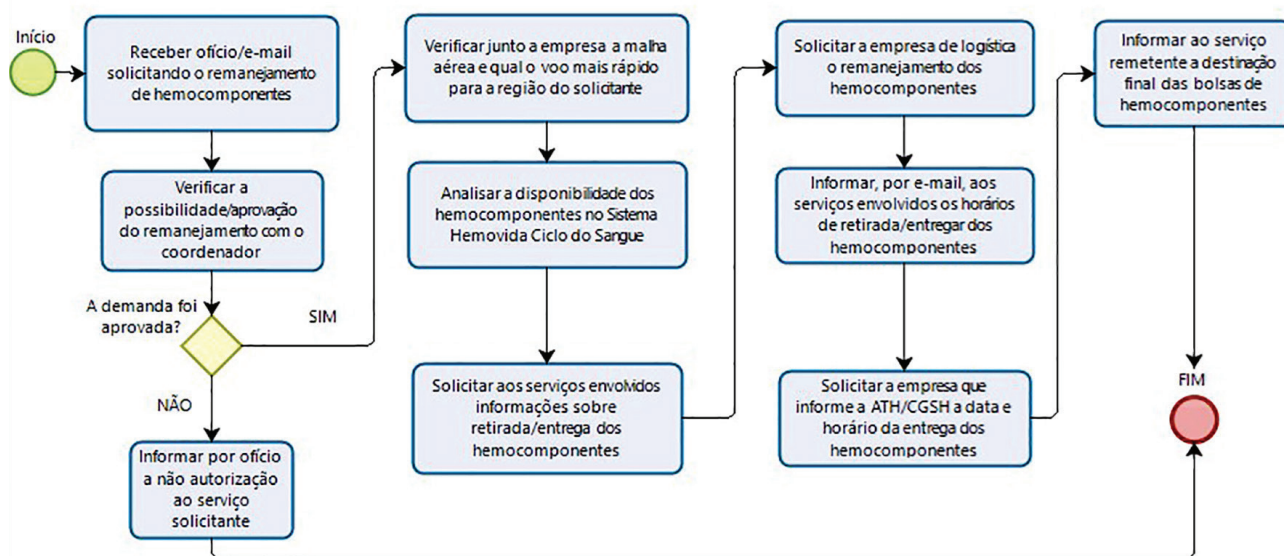 Início
Receber ofício/e-mail
solicitando o remanejamento
de hemocomponentes
Verificar a
possibilidade/aprovação
do remanejamento com o
coordenador
A demanda foi
aprovada?
SIM
NÃO
Informar por ofício
a não autorização
ao serviço
solicitante
Verificar junto a empresa a malha
aérea e qual o voo mais rápido
para a região do solicitante
Analisar a disponibilidade dos
hemocomponentes no Sistema
Hemovida Ciclo do Sangue
Solicitar aos serviços envolvidos
informações sobre
retirada/entrega dos
hemocomponentes
Solicitar a empresa de logística
o remanejamento dos
hemocomponentes
Informar, por e-mail, aos
serviços envolvidos os horários
de retirada/entregar dos
hemocomponentes
Solicitar a empresa que
informe a ATH/CGSH a data e
horário da entrega dos
hemocomponentes
Informar ao serviço
remetente a destinação
final das bolsas de
hemocomponentes
FIM